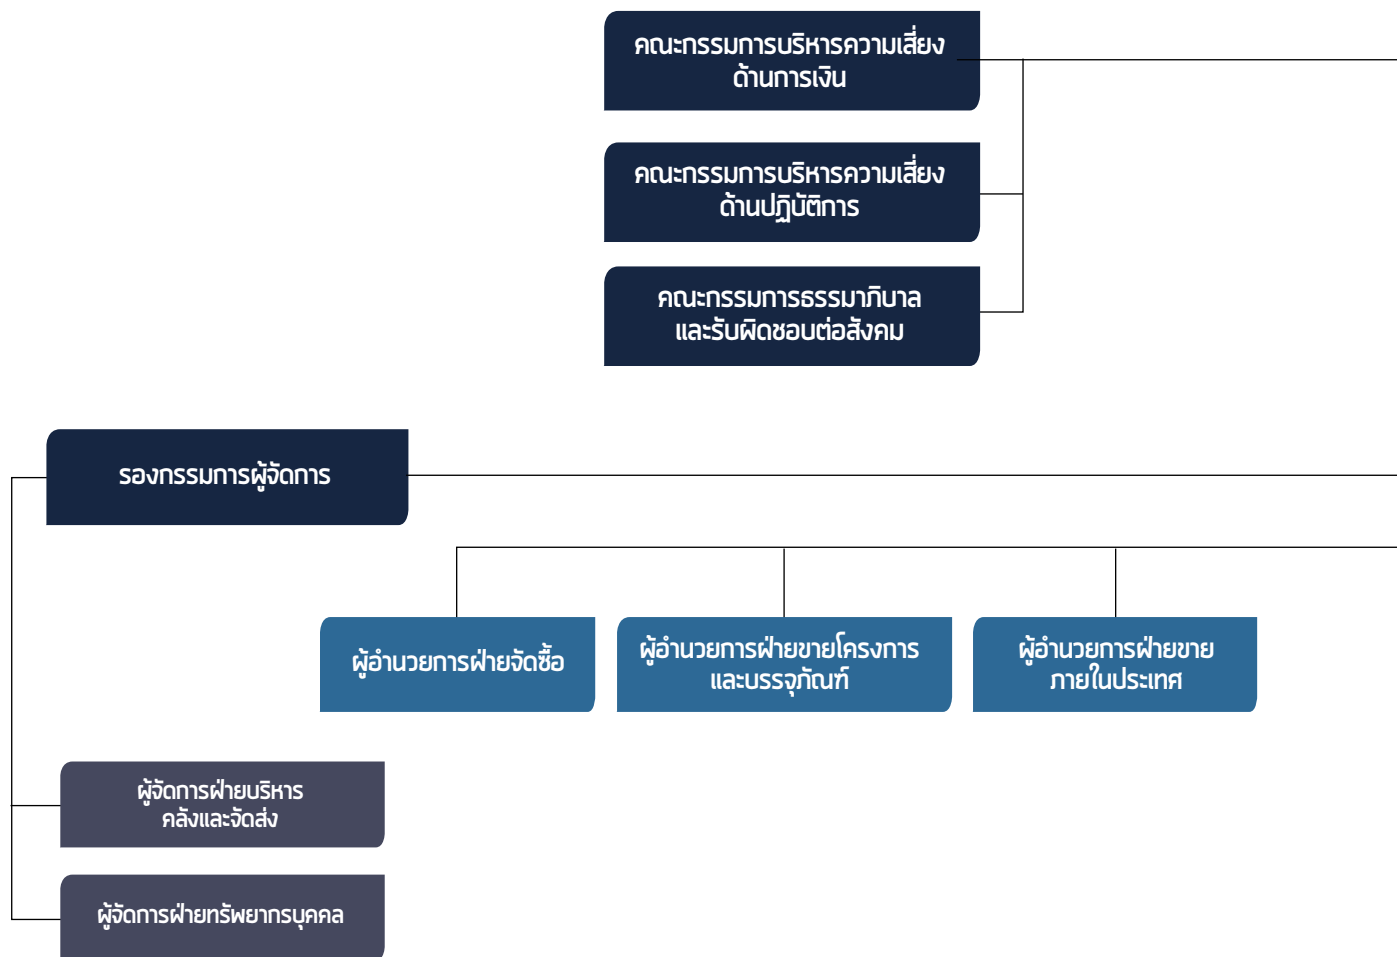 คณะกรรมการบริหารความเสี่ยง
ด้านการเงิน
คณะกรรมการบริหารความเสี่ยง
ด้านปฏิบัติการ
คณะกรรมการธรรมาภิบาล
และรับผิดชอบต่อสังคม
รองกรรมการผู้จัดการ
ผู้อำนวยการฝ่ายจัดซื้อ
ผู้อำนวยการฝ่ายขายโครงการ
และบรรจุภัณฑ์
ผู้อำนวยการฝ่ายขาย
ภายในประเทศ
ผู้จัดการฝ่ายบริหาร
คลังและจัดส่ง
ผู้จัดการฝ่ายทรัพยากรบุคคล